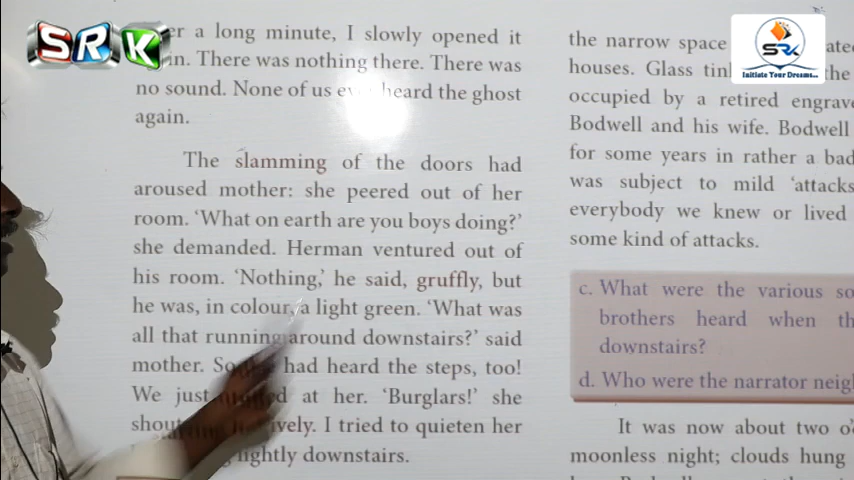 SRK
SRK
Initiate Your Dreams..
a long minute, I slowly opened it
There was nothing there. There was
no sound. None of us heard the ghost
again.
The slamming of the doors had
aroused mother: she peered out of her
room. ‘What on earth are you boys doing?’
she demanded. Herman ventured out of
his room. ‘Nothing,’ he said, gruffly, but
he was, in colour, a light green. ‘What was
all that running around downstairs?’ said
mother. had heard the steps, too!
We just at her. ‘Burglars!’ she
I tried to quieten her
lightly downstairs.
the narrow space
houses. Glass the
occupied by a retired
Bodwell and his wife. Bodwell
for some years in rather a bad
was subject to mild ‘attacks
everybody we knew or lived
some kind of attacks.
c. What were the various
brothers heard when
downstairs?
d. Who were the narrator
It was now about two
moonless night; clouds hung